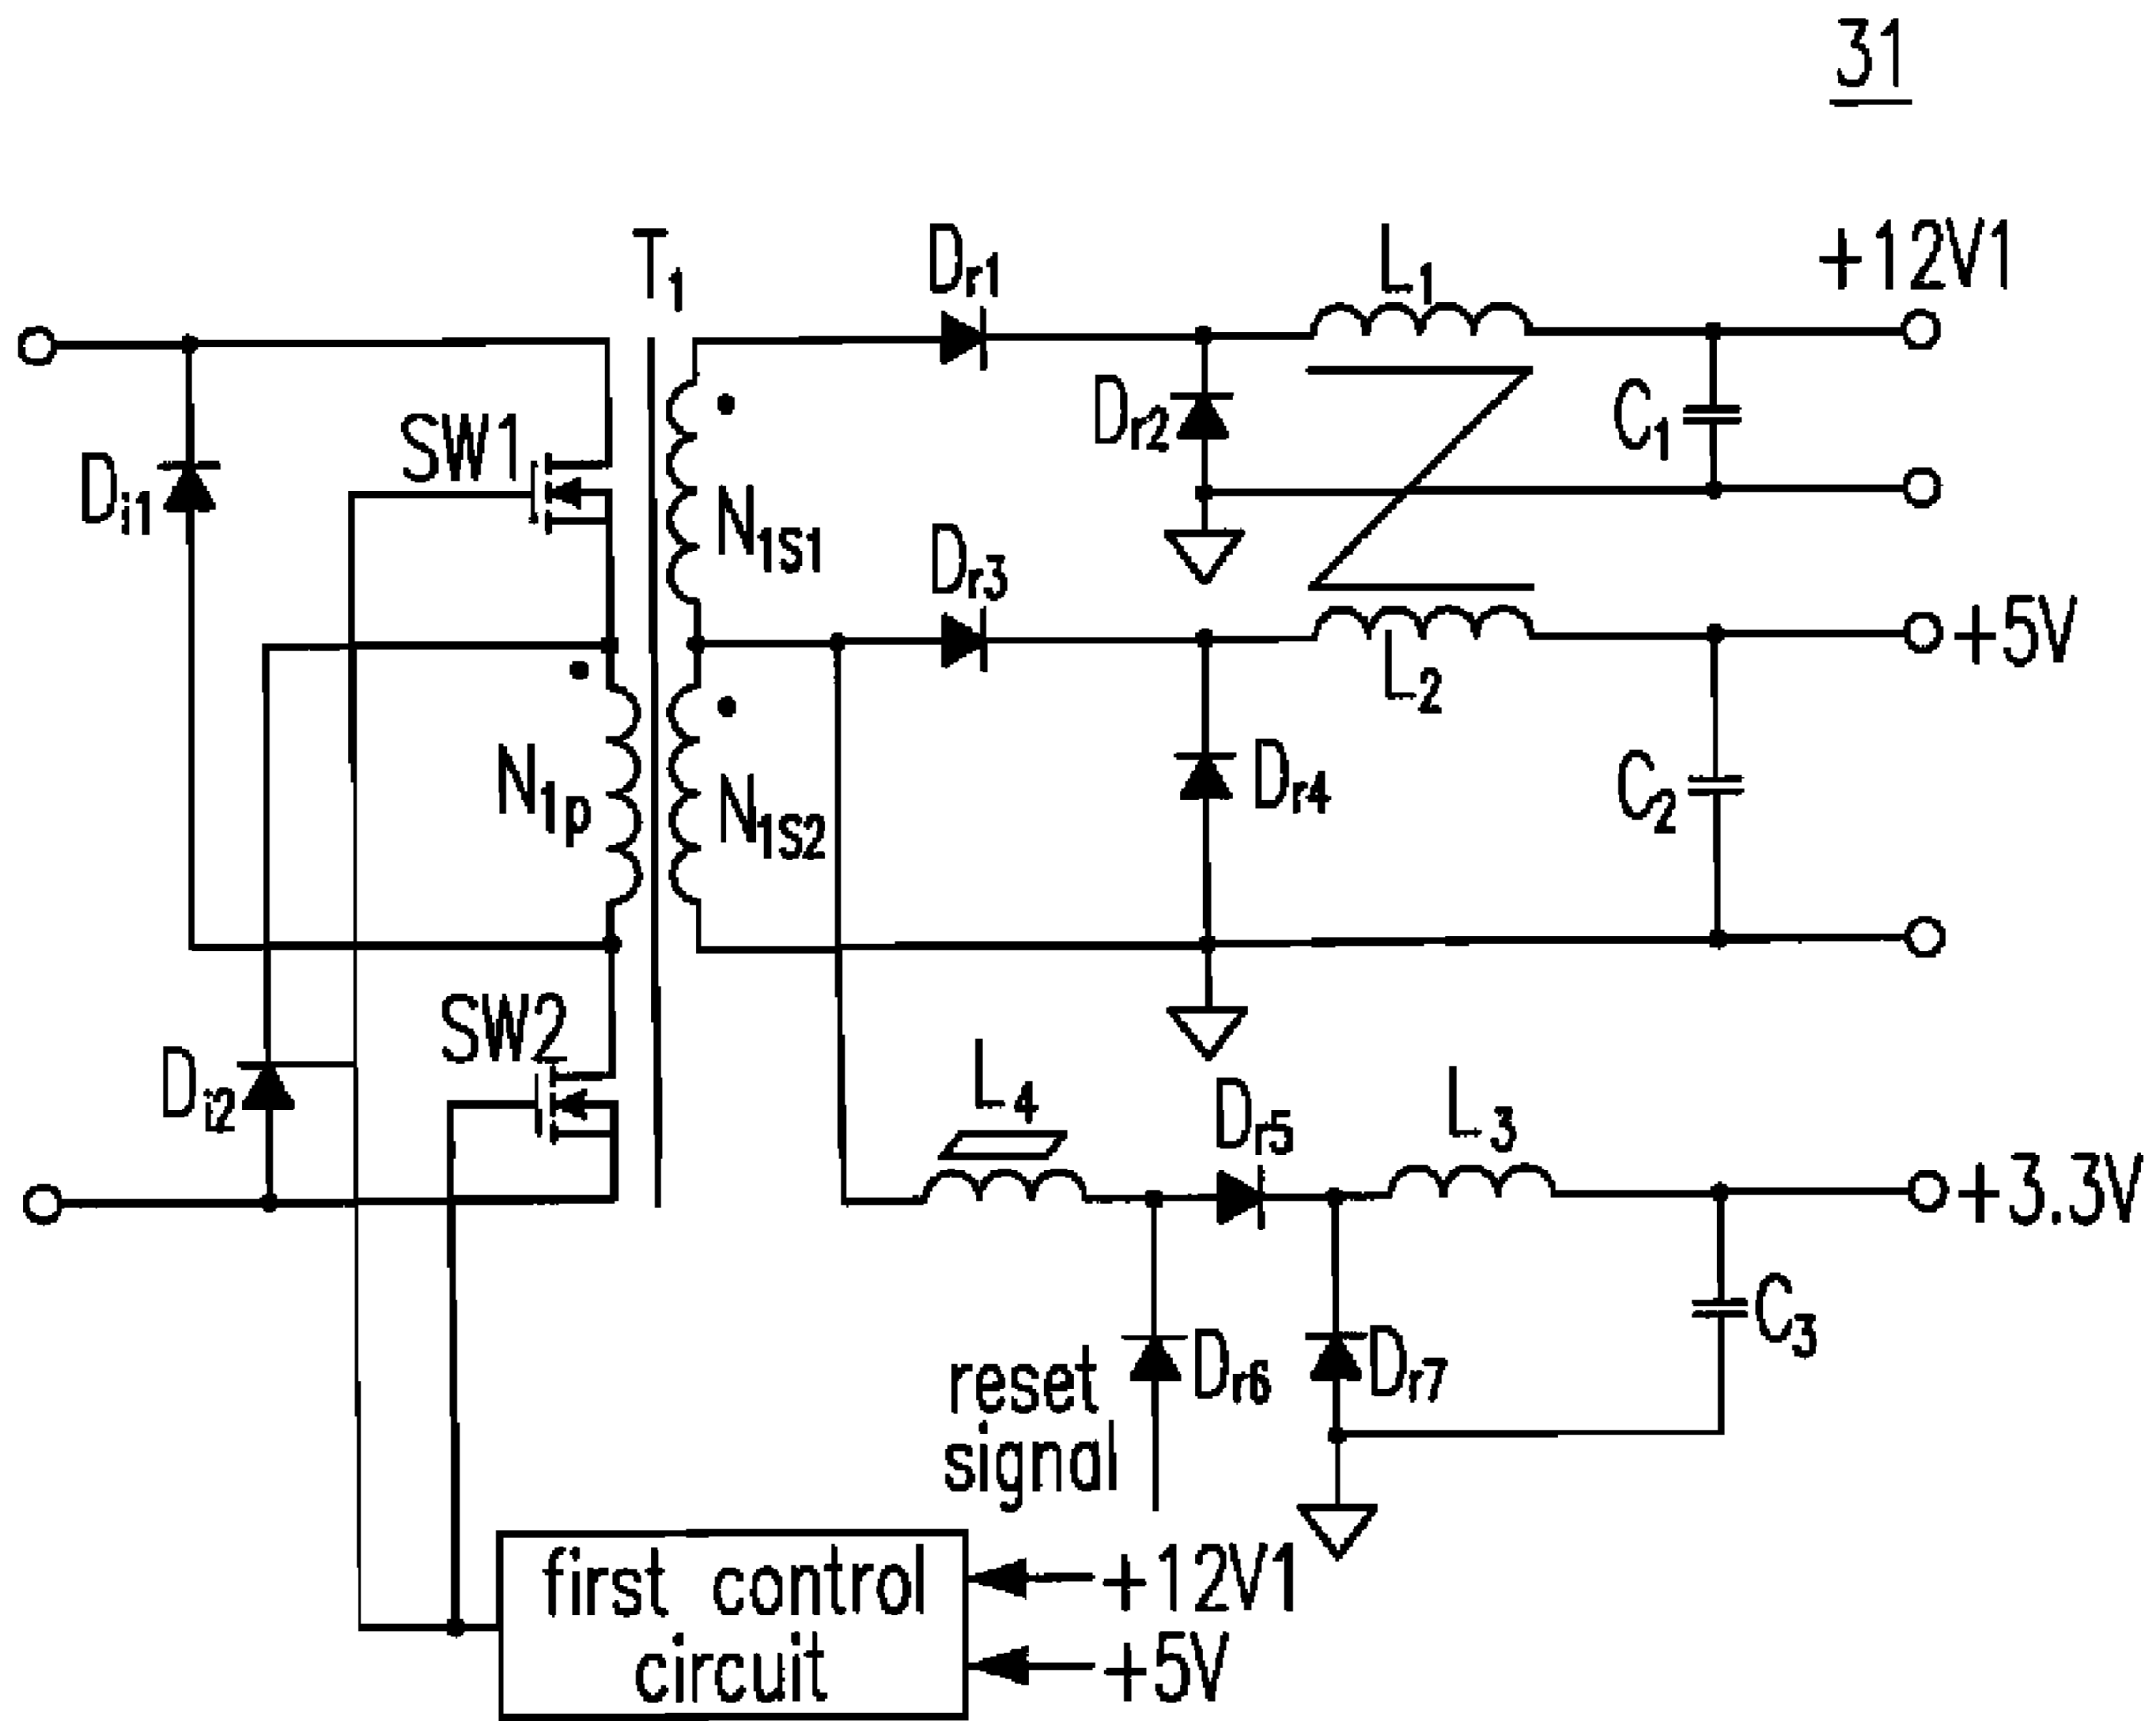 31
T1
Dr1
L1
+12V1
Dr2
C1
SW1
Di1
N1S1
Dr3
+5V
L2
N1p
N1S2
Dr4
C2
SW2
Di2
L4
Dr5
L3
+3.3V
C3
Dr6
Dr7
reset
signal
first control
circuit
+12V1
+5V